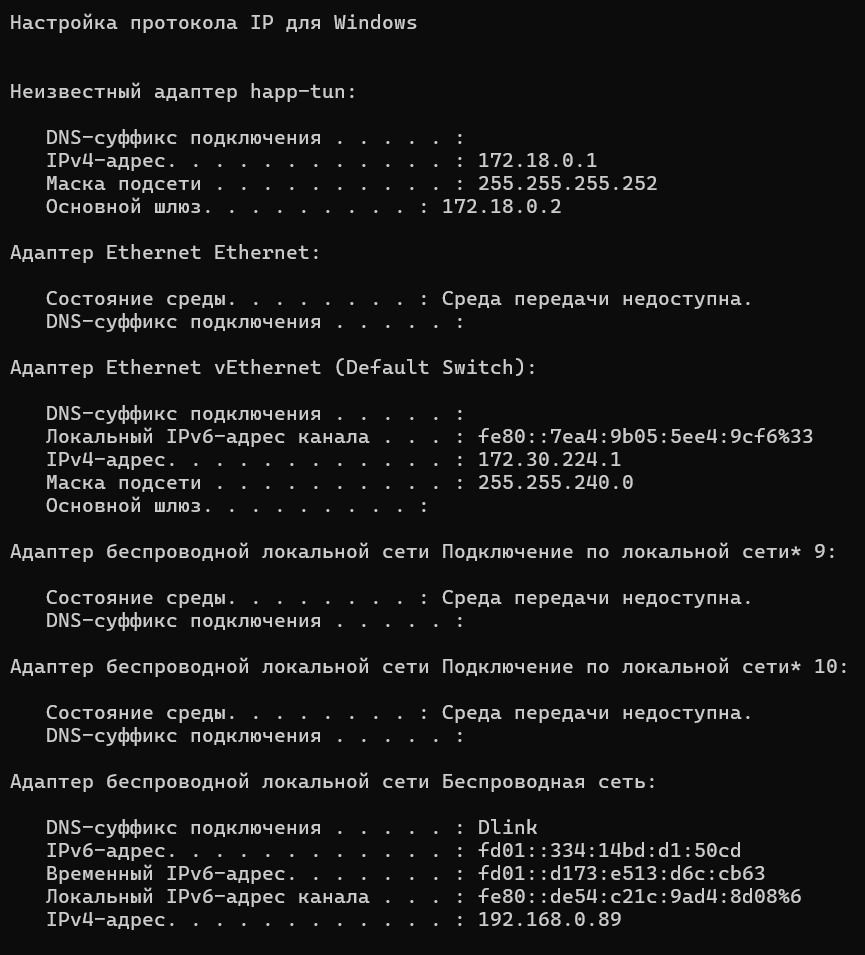 Настройка протокола IP для Windows
Неизвестный адаптер happ-tun:
DNS-суффикс подключения . . . . . :
IPv4-адрес. . . . . . . . . . . . : 172.18.0.1
Маска подсети . . . . . . . . . . : 255.255.255.252
Основной шлюз. . . . . . . . . : 172.18.0.2
Адаптер Ethernet Ethernet:
Состояние среды. . . . . . . . : Среда передачи недоступна.
DNS-суффикс подключения . . . . . :
Адаптер Ethernet vEthernet (Default Switch):
DNS-суффикс подключения . . . . . :
Локальный IPv6-адрес канала . . . : fe80::7ea4:9b05:5ee4:9cf6%33
IPv4-адрес. . . . . . . . . . . . : 172.30.224.1
Маска подсети . . . . . . . . . . : 255.255.240.0
Основной шлюз. . . . . . . . . :
Адаптер беспроводной локальной сети Подключение по локальной сети* 9:
Состояние среды. . . . . . . . : Среда передачи недоступна.
DNS-суффикс подключения . . . . . :
Адаптер беспроводной локальной сети Подключение по локальной сети* 10:
Состояние среды. . . . . . . . : Среда передачи недоступна.
DNS-суффикс подключения . . . . . :
Адаптер беспроводной локальной сети Беспроводная сеть:
DNS-суффикс подключения . . . . . : Dlink
IPv6-адрес. . . . . . . . . . . . : fd01::334:14bd:d1:50cd
Временный IPv6-адрес. . . . . . . : fd01::d173:e513:d6c:cb63
Локальный IPv6-адрес канала . . . : fe80::de54:c21c:9ad4:8d08%6
IPv4-адрес. . . . . . . . . . . . : 192.168.0.89